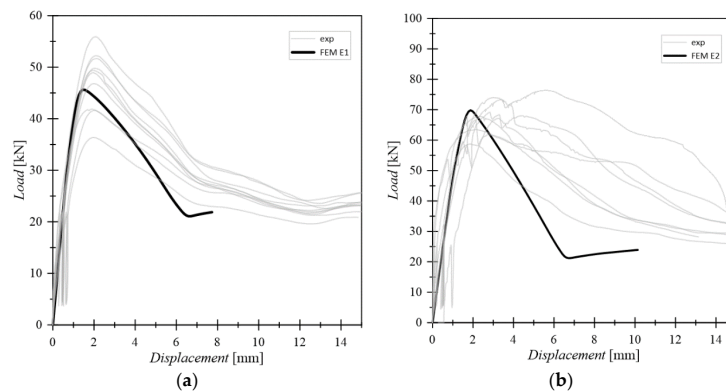 60
50
40
30
20
10
0
Load [kN]
exp
FEM E1
0 2 4 6 8 10 12 14
Displacement [mm]
(a)
100
90
80
70
60
50
40
30
20
10
0
Load [kN]
exp
FEM E2
0 2 4 6 8 10 12 14
Displacement [mm]
(b)